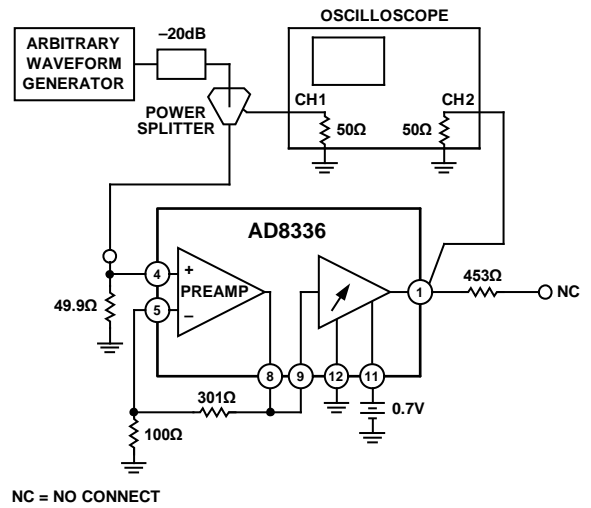 OSCILLOSCOPE
ARBITRARY
WAVEFORM
GENERATOR
–20dB
POWER
SPLITTER
CH1
CH2
50Ω
50Ω
AD8336
4
+
PREAMP
5
–
49.9Ω
1
453Ω
NC
8
9
12
11
301Ω
100Ω
0.7V
NC = NO CONNECT